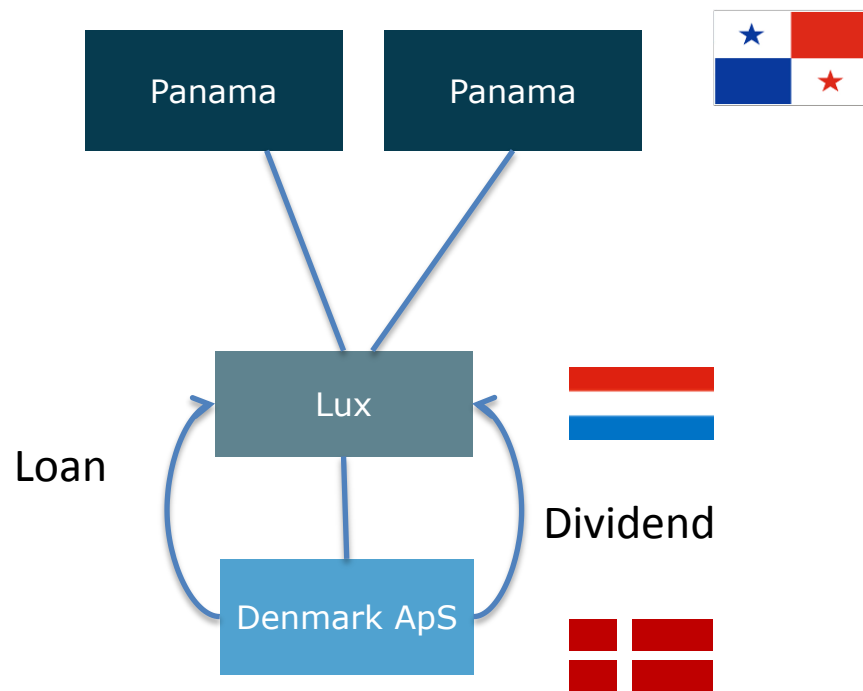 Panama
Panama
Lux
Loan
Dividend
Denmark ApS